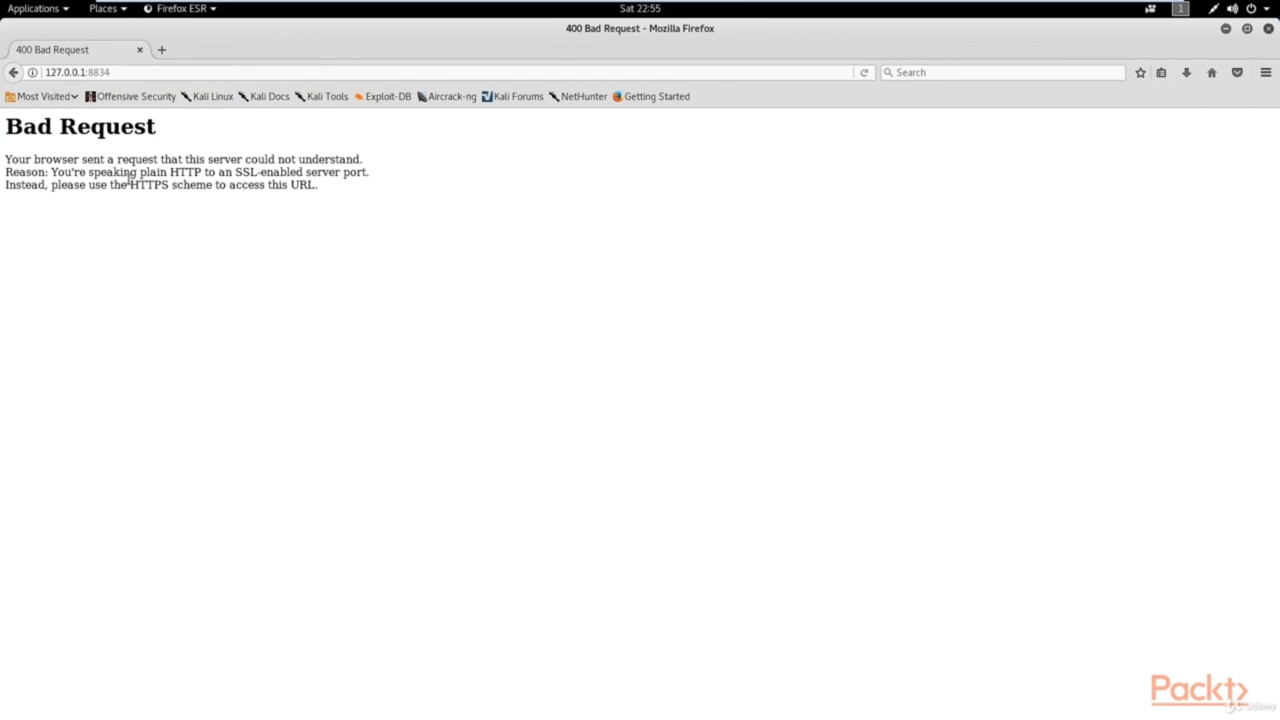 Applications Places Firefox ESR Sat 22:55 1
400 Bad Request - Mozilla Firefox
400 Bad Request
127.0.0.1:8834 Search
Most Visited Offensive Security Kali Linux Kali Docs Kali Tools Exploit-DB Aircrack-ng Kali Forums NetHunter Getting Started
Bad Request
Your browser sent a request that this server could not understand.
Reason: You're speaking plain HTTP to an SSL-enabled server port.
Instead, please use the HTTPS scheme to access this URL.
Packt
Udemy